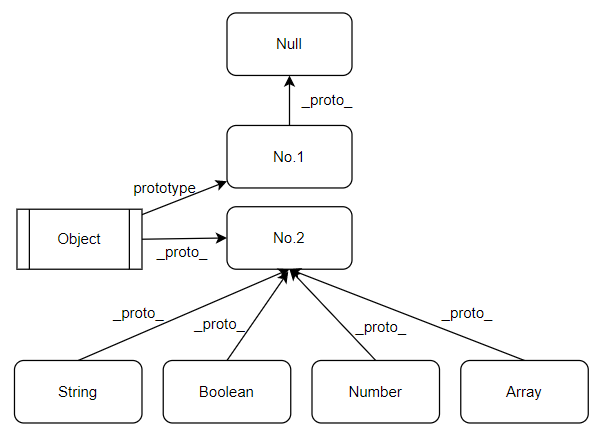 Null
_proto_
No.1
prototype
Object
_proto_
No.2
_proto_
_proto_
_proto_
_proto_
String
Boolean
Number
Array